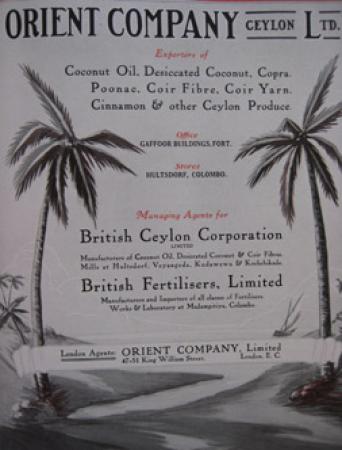 ORIENT COMPANY CEYLON LTD.
Exporters of
Coconut Oil, Desiccated Coconut, Copra.
Poonac, Coir Fibre, Coir Yarn.
Cinnamon & other Ceylon Produce.
Office
GAFFOOR BUILDINGS, FORT.
Stores
HULTSDORF, COLOMBO.
Managing Agents for
British Ceylon Corporation
LIMITED
Manufacturers of Coconut Oil, Desiccated Coconut & Coir Fibres.
Mills at Hultsdorf, Veyangoda, Kudawewa & Kochchikade.
British Fertilisers, Limited
Manufacturers and Importers of all classes of Fertilisers.
Works & Laboratory at Madampitiya, Colombo.
London Agents: ORIENT COMPANY, Limited
47-51 King William Street, London, E. C.